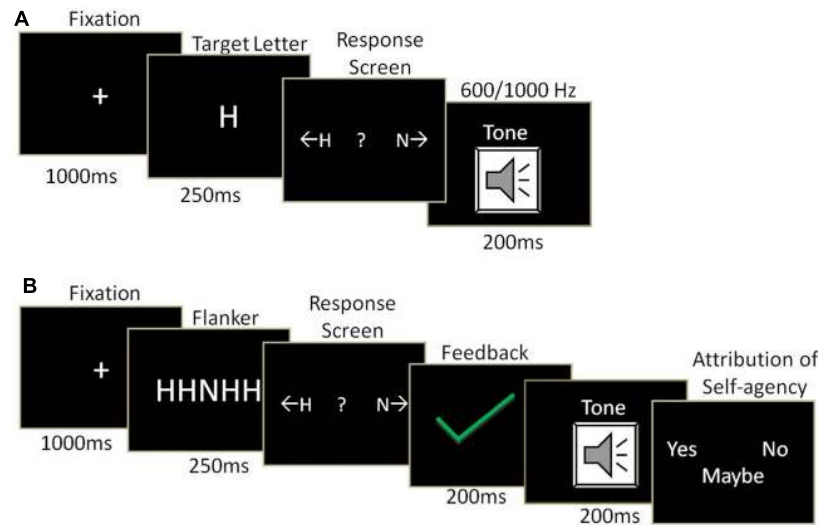 A
Fixation
+
1000ms
Target Letter
H
250ms
Response
Screen
←H ? N→
600/1000 Hz
Tone
200ms
B
Fixation
+
1000ms
Flanker
HHNHH
250ms
Response
Screen
←H ? N→
Feedback
200ms
Tone
200ms
Attribution of
Self-agency
Yes No
Maybe